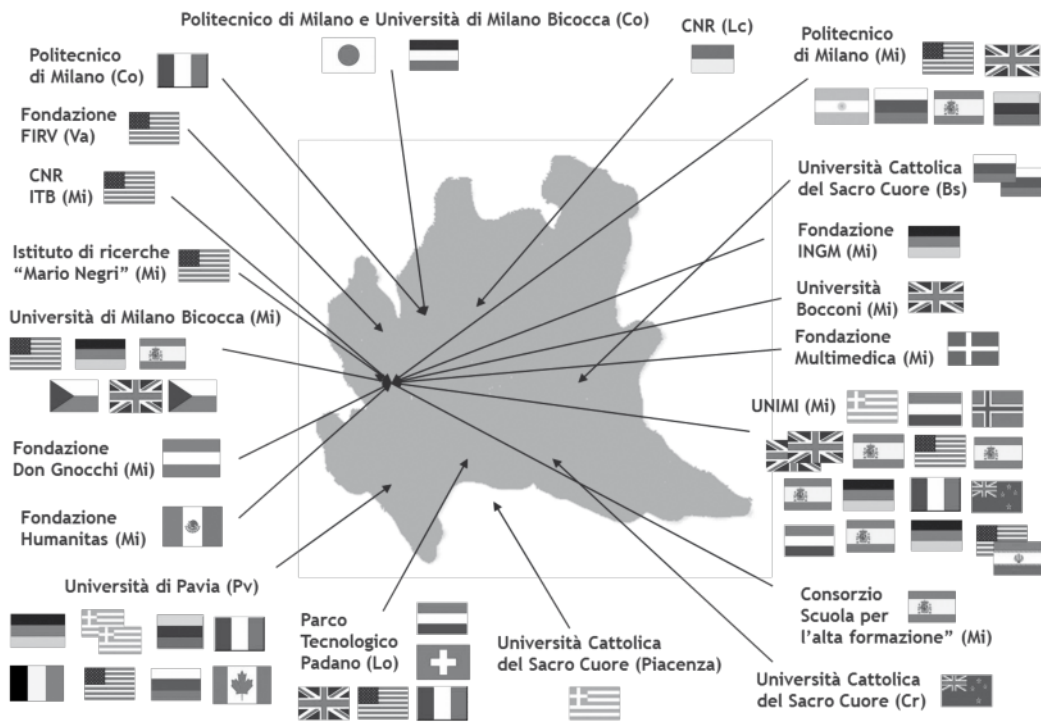 Politecnico di Milano e Università di Milano Bicocca (Co)
CNR (Lc)
Politecnico
di Milano (Mi)
Politecnico
di Milano (Co)
Fondazione
FIRV (Va)
CNR
ITB (Mi)
Istituto di ricerche
“Mario Negri” (Mi)
Università di Milano Bicocca (Mi)
Fondazione
Don Gnocchi (Mi)
Fondazione
Humanitas (Mi)
Università di Pavia (Pv)
Parco
Tecnologico
Padano (Lo)
Università Cattolica
del Sacro Cuore (Piacenza)
Università Cattolica
del Sacro Cuore (Bs)
Fondazione
INGM (Mi)
Università
Bocconi (Mi)
Fondazione
Multimedica (Mi)
UNIMI (Mi)
Consorzio
Scuola per
l’alta formazione” (Mi)
Università Cattolica
del Sacro Cuore (Cr)